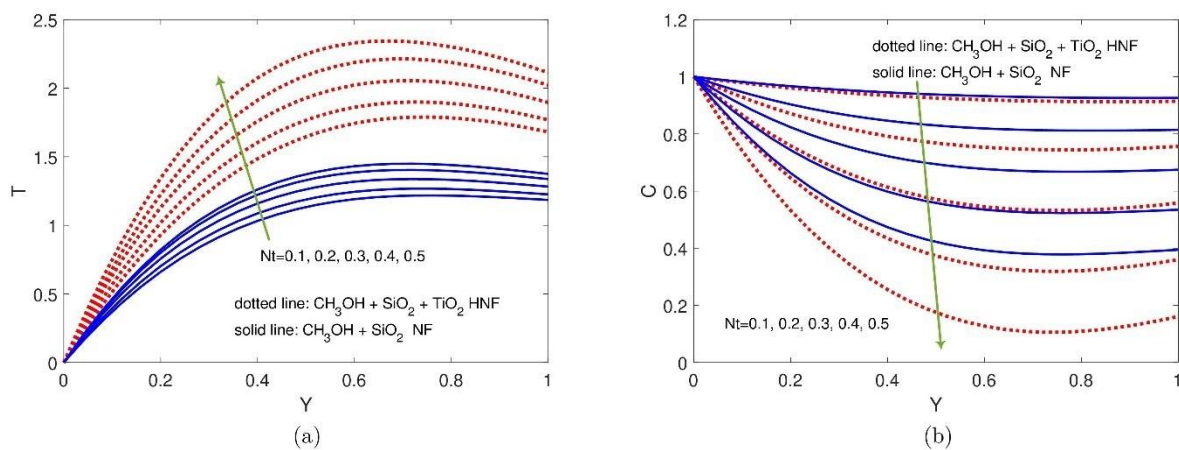 2.5
2
1.5
1
0.5
0
T
0 0.2 0.4 0.6 0.8 1
Y
Nt=0.1, 0.2, 0.3, 0.4, 0.5
dotted line: CH₃OH + SiO₂ + TiO₂ HNF
solid line: CH₃OH + SiO₂ NF
(a)
1.2
1
0.8
0.6
0.4
0.2
0
C
0 0.2 0.4 0.6 0.8 1
Y
dotted line: CH₃OH + SiO₂ + TiO₂ HNF
solid line: CH₃OH + SiO₂ NF
Nt=0.1, 0.2, 0.3, 0.4, 0.5
(b)